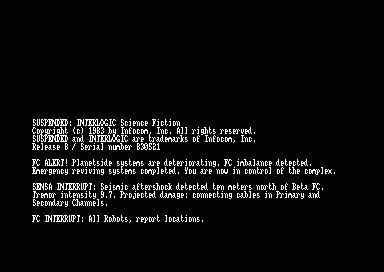 SUSPENDED: INTERLOGIC Science Fiction
Copyright (c) 1983 by Infocom, Inc. All rights reserved.
SUSPENDED and INTERLOGIC are trademarks of Infocom, Inc.
Release 8 / Serial number 830521
FC ALERT! Planetside systems are deteriorating. FC imbalance detected.
Emergency reviving systems completed. You are now in control of the complex.
SENSA INTERRUPT: Seismic aftershock detected ten meters north of Beta FC.
Tremor intensity 9.7. Projected damage: connecting cables in Primary and
Secondary Channels.
FC INTERRUPT: All Robots, report locations.